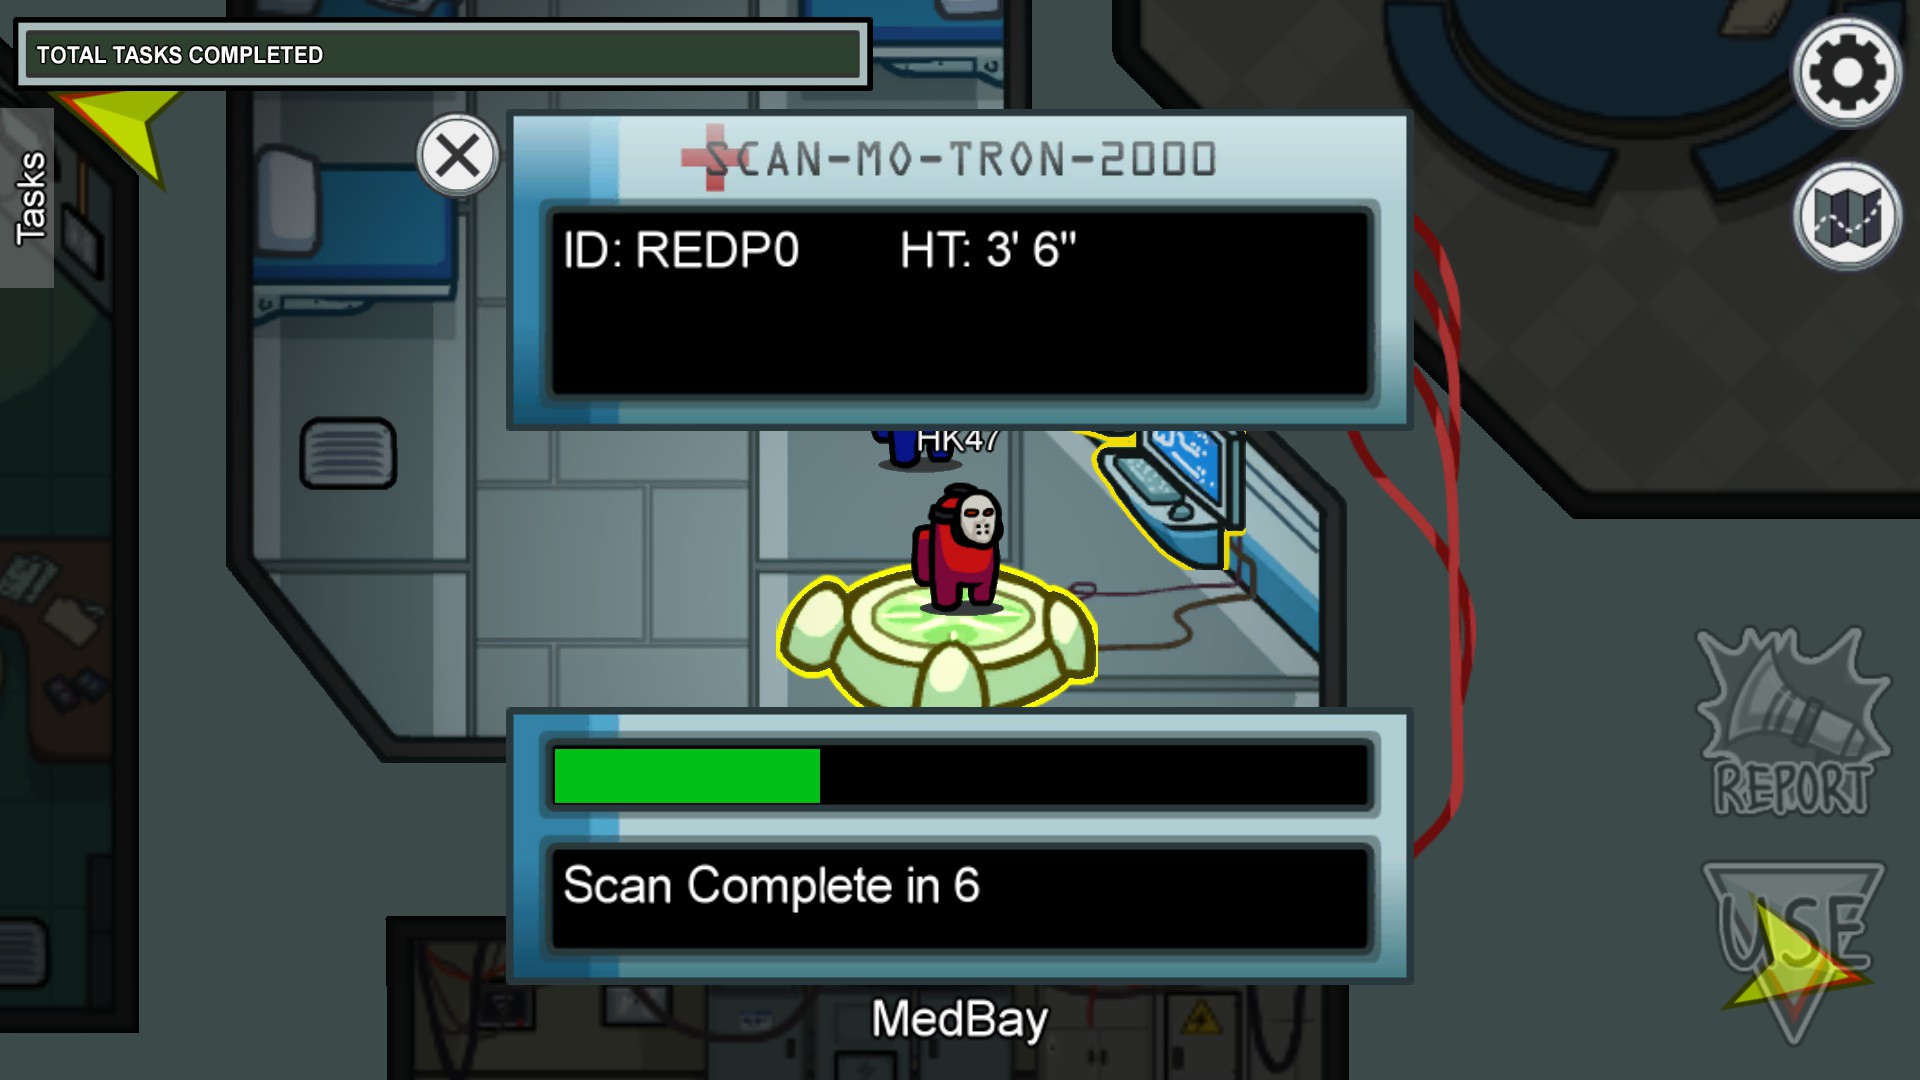 TOTAL TASKS COMPLETED
Tasks
SCAN-MO-TRON-2000
ID: REDP0 HT: 3' 6"
HK47
REPORT
Scan Complete in 6
USE
MedBay